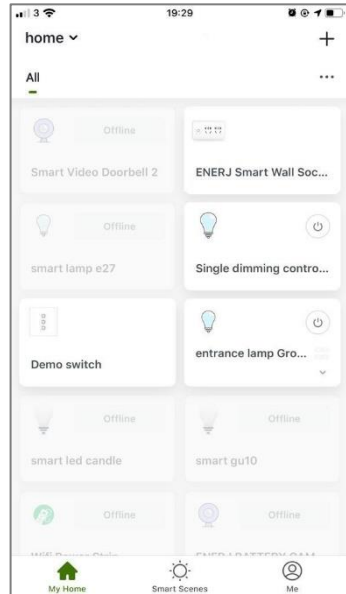 3 19:29
home
All
Offline
Smart Video Doorbell 2
ENERJ Smart Wall Soc...
Offline
smart lamp e27
Single dimming contro...
Demo switch
entrance lamp Gro...
Offline
smart led candle
Offline
smart gu10
Offline
Offline
My Home Smart Scenes Me